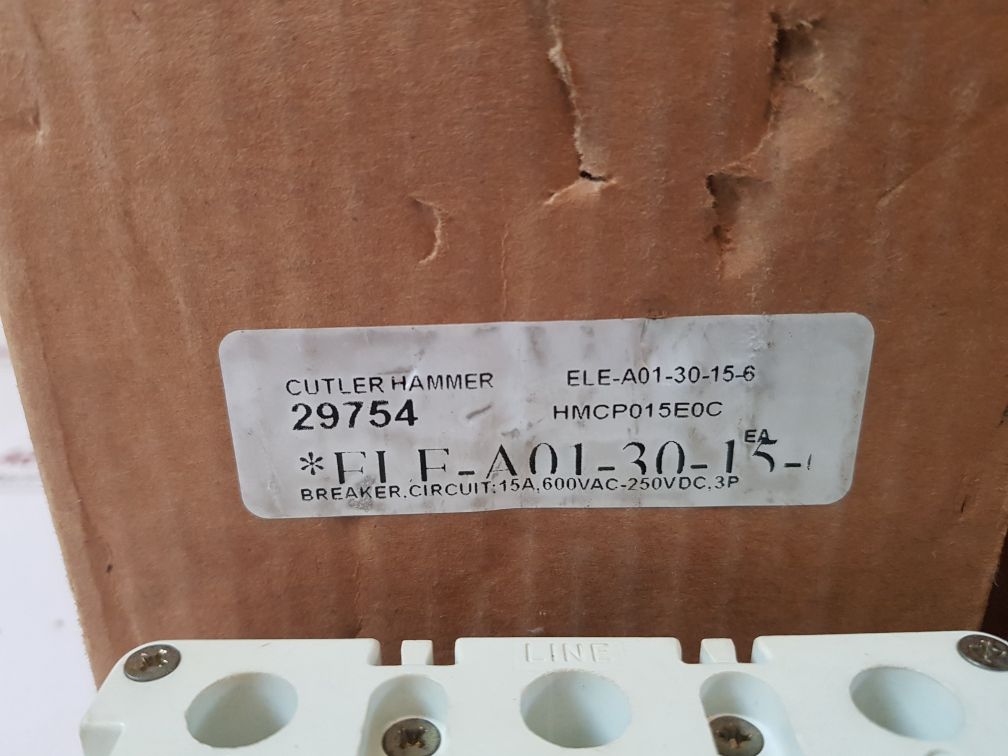 CUTLER HAMMER ELE-A01-30-15-6
29754 HMCP015E0C
EA
*ELE-A01-30-15-
BREAKER,CIRCUIT:15A,600VAC-250VDC,3P
LINE